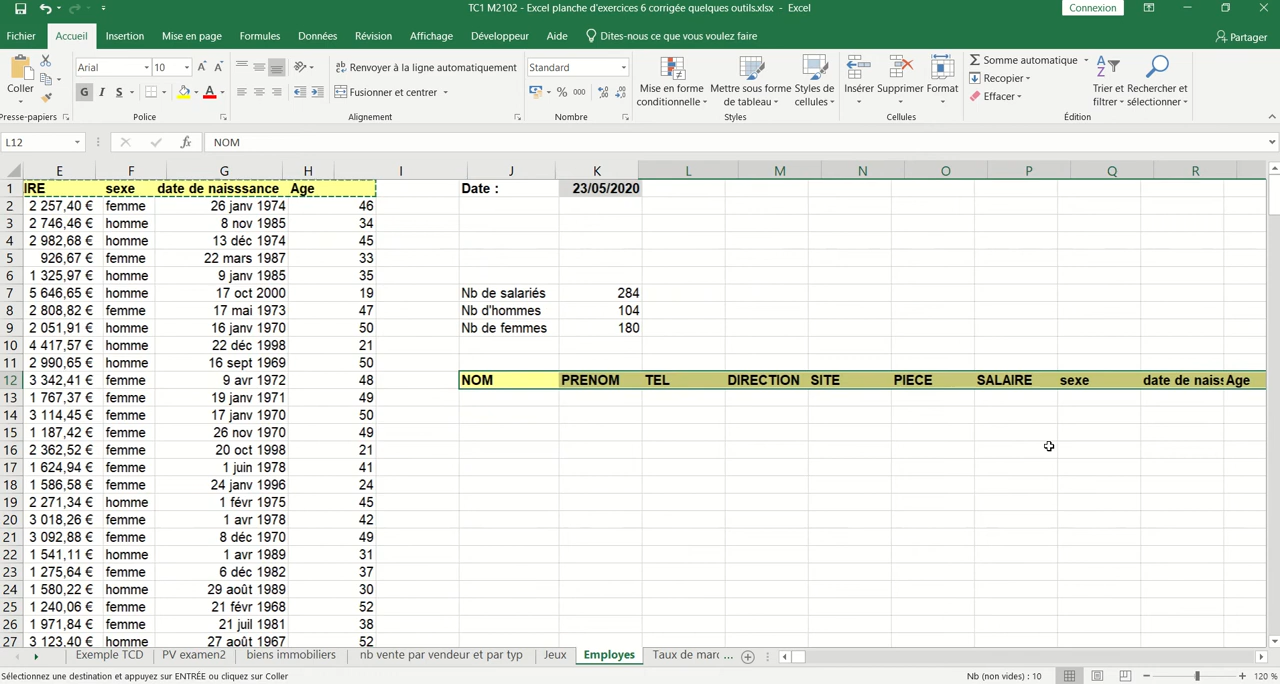 TC1 M2102 - Excel planche d'exercices 6 corrigée quelques outils.xlsx - Excel
Connexion
Fichier Accueil Insertion Mise en page Formules Données Révision Affichage Développeur Aide Dites-nous ce que vous voulez faire Partager
Coller Arial 10 Renvoyer à la ligne automatiquement Standard Mise en forme conditionnelle Mettre sous forme de tableau Styles de cellules Insérer Supprimer Format Somme automatique Recopier Effacer Trier et filtrer Rechercher et sélectionner
G I S Fusionner et centrer % 000
Presse-papiers Police Alignement Nombre Styles Cellules Édition
L12 fx NOM
E F G H I J K L M N O P Q R
1 IRE sexe date de naisssance Age Date : 23/05/2020
2 2 257,40 € femme 26 janv 1974 46
3 2 746,46 € homme 8 nov 1985 34
4 2 982,68 € homme 13 déc 1974 45
5 926,67 € femme 22 mars 1987 33
6 1 325,97 € homme 9 janv 1985 35
7 5 646,65 € homme 17 oct 2000 19 Nb de salariés 284
8 2 808,82 € femme 17 mai 1973 47 Nb d'hommes 104
9 2 051,91 € homme 16 janv 1970 50 Nb de femmes 180
10 4 417,57 € homme 22 déc 1998 21
11 2 990,65 € homme 16 sept 1969 50
12 3 342,41 € femme 9 avr 1972 48 NOM PRENOM TEL DIRECTION SITE PIECE SALAIRE sexe date de nais Age
13 1 767,37 € femme 19 janv 1971 49
14 3 114,45 € femme 17 janv 1970 50
15 1 187,42 € femme 26 nov 1970 49
16 2 362,52 € femme 20 oct 1998 21
17 1 624,94 € femme 1 juin 1978 41
18 1 586,58 € femme 24 janv 1996 24
19 2 271,34 € homme 1 févr 1975 45
20 3 018,26 € femme 1 avr 1978 42
21 3 092,88 € femme 8 déc 1970 49
22 1 541,11 € homme 1 avr 1989 31
23 1 275,64 € femme 6 déc 1982 37
24 1 580,22 € homme 29 août 1989 30
25 1 240,06 € femme 21 févr 1968 52
26 1 971,84 € femme 21 juil 1981 38
27 3 123,40 € homme 27 août 1967 52
Exemple TCD PV examen2 biens immobiliers nb vente par vendeur et par typ Jeux Employes Taux de marc ...
Sélectionnez une destination et appuyez sur ENTRÉE ou cliquez sur Coller Nb (non vides) : 10 120 %